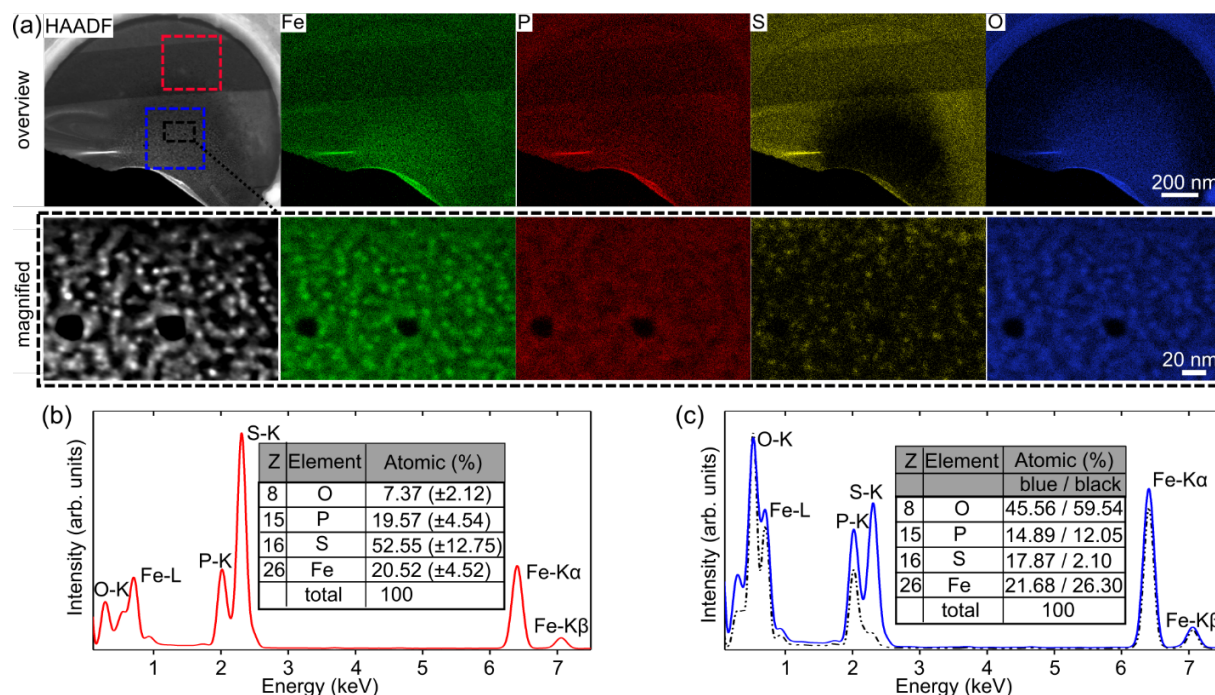 (a) HAADF Fe P S O
overview
200 nm
magnified
20 nm
(b)
Intensity (arb. units)
O-K
Fe-L
P-K
S-K
Fe-Kα
Fe-Kβ
Z Element Atomic (%)
8 O 7.37 (±2.12)
15 P 19.57 (±4.54)
16 S 52.55 (±12.75)
26 Fe 20.52 (±4.52)
total 100
1 2 3 4 5 6 7
Energy (keV)
(c)
Intensity (arb. units)
O-K
Fe-L
P-K
S-K
Fe-Kα
Fe-Kβ
Z Element Atomic (%)
blue / black
8 O 45.56 / 59.54
15 P 14.89 / 12.05
16 S 17.87 / 2.10
26 Fe 21.68 / 26.30
total 100
1 2 3 4 5 6 7
Energy (keV)